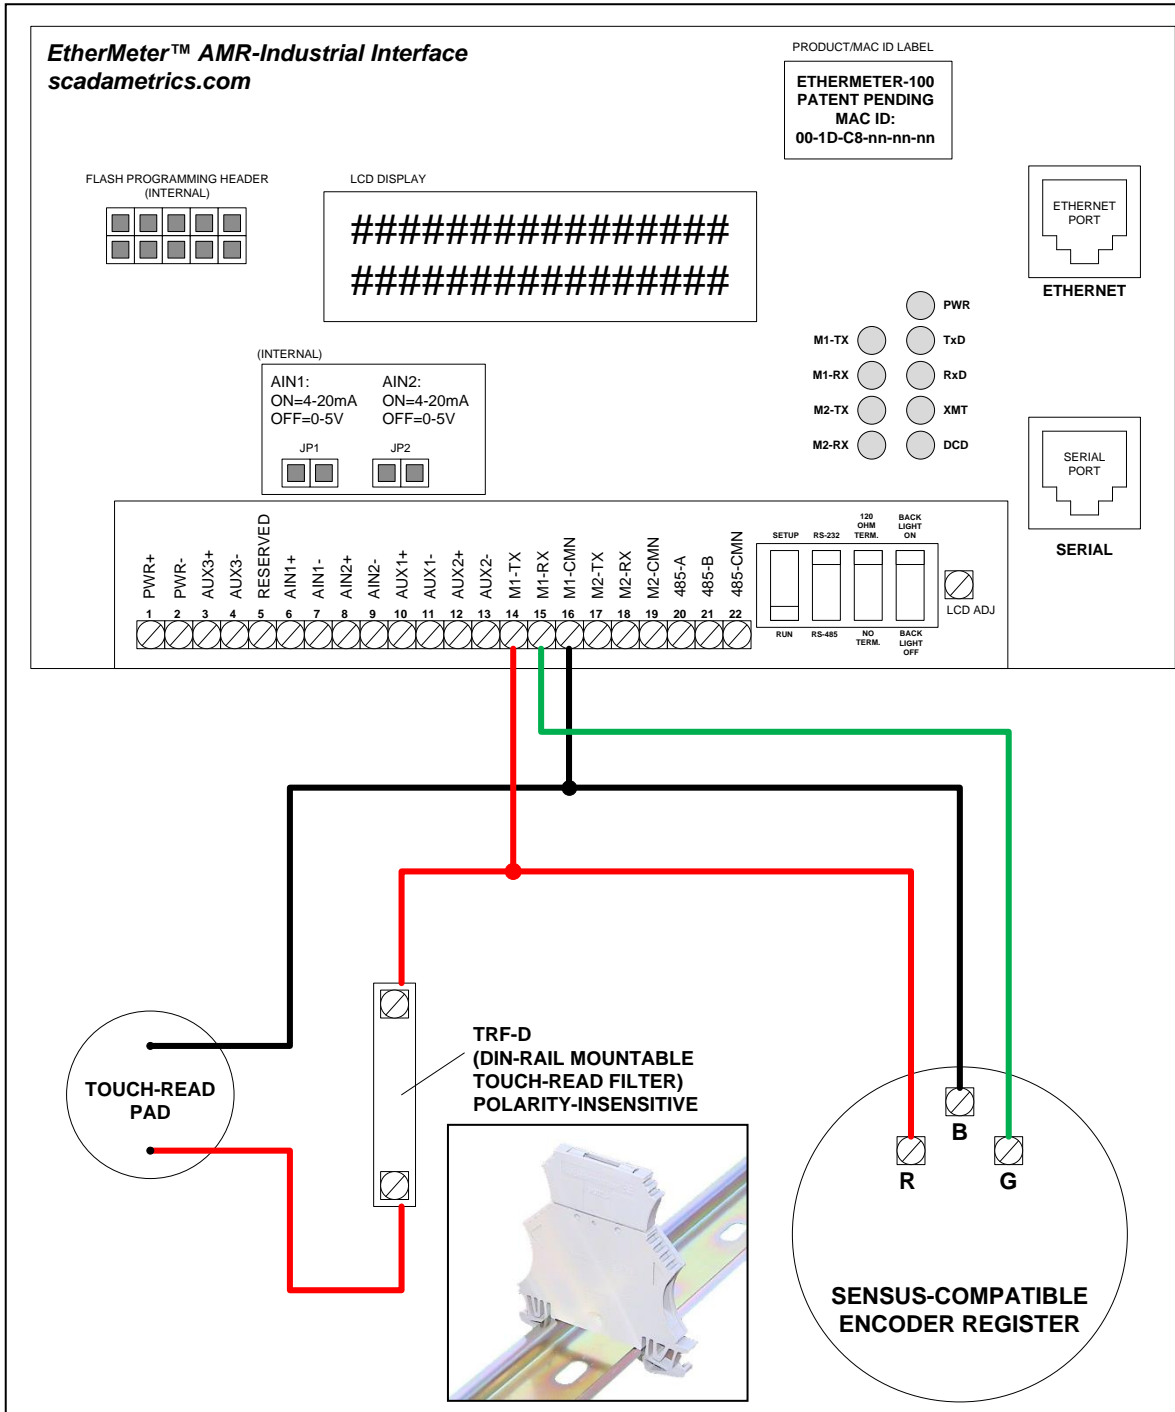 EtherMeter™ AMR-Industrial Interface
scadametrics.com
PRODUCT/MAC ID LABEL
ETHERMETER-100
PATENT PENDING
MAC ID:
00-1D-C8-nn-nn-nn
FLASH PROGRAMMING HEADER
(INTERNAL)
LCD DISPLAY
################
################
ETHERNET
PORT
ETHERNET
PWR
M1-TX
TxD
M1-RX
RxD
M2-TX
XMT
M2-RX
DCD
(INTERNAL)
AIN1:
ON=4-20mA
OFF=0-5V
AIN2:
ON=4-20mA
OFF=0-5V
JP1
JP2
SERIAL
PORT
SERIAL
PWR+
PWR-
AUX3+
AUX3-
RESERVED
AIN1+
AIN1-
AIN2+
AIN2-
AUX1+
AUX1-
AUX2+
AUX2-
M1-TX
M1-RX
M1-CMN
M2-TX
M2-RX
M2-CMN
485-A
485-B
485-CMN
1 2 3 4 5 6 7 8 9 10 11 12 13 14 15 16 17 18 19 20 21 22
SETUP
RS-232
120
OHM
TERM.
BACK
LIGHT
ON
RUN
RS-485
NO
TERM.
BACK
LIGHT
OFF
LCD ADJ
TOUCH-READ
PAD
TRF-D
(DIN-RAIL MOUNTABLE
TOUCH-READ FILTER)
POLARITY-INSENSITIVE
B
R
G
SENSUS-COMPATIBLE
ENCODER REGISTER